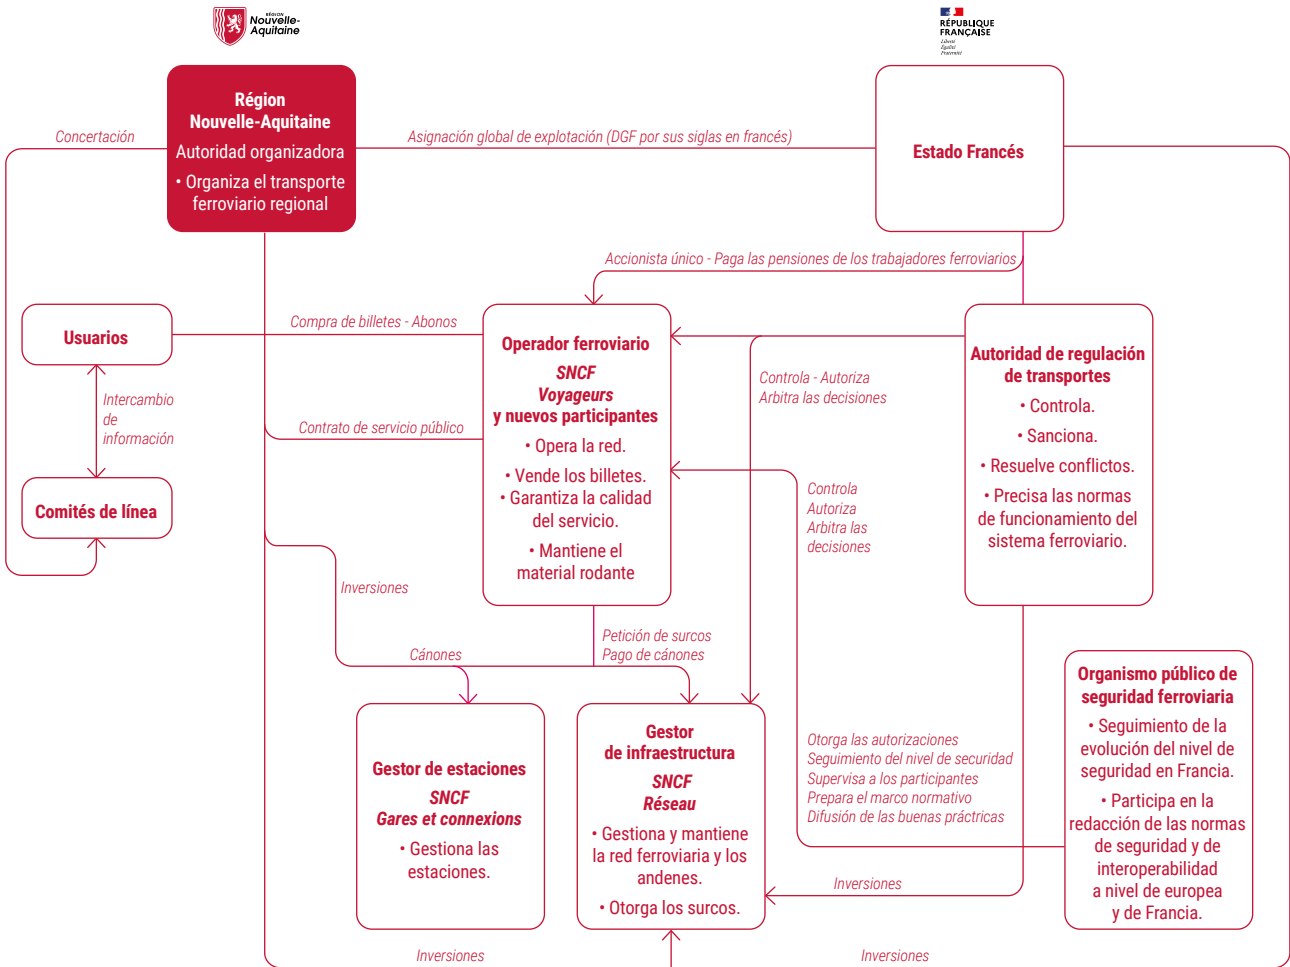 RÉGION
Nouvelle-
Aquitaine
RÉPUBLIQUE
FRANÇAISE
Liberté
Égalité
Fraternité
Région
Nouvelle-Aquitaine
Autoridad organizadora
• Organiza el transporte
ferroviario regional
Concertación
Asignación global de explotación (DGF por sus siglas en francés)
Estado Francés
Accionista único - Paga las pensiones de los trabajadores ferroviarios
Usuarios
Compra de billetes - Abonos
Intercambio
de
información
Contrato de servicio público
Comités de línea
Operador ferroviario
SNCF
Voyageurs
y nuevos participantes
• Opera la red.
• Vende los billetes.
• Garantiza la calidad
del servicio.
• Mantiene el
material rodante
Controla - Autoriza
Arbitra las decisiones
Autoridad de regulación
de transportes
• Controla.
• Sanciona.
• Resuelve conflictos.
• Precisa las normas
de funcionamiento del
sistema ferroviario.
Controla
Autoriza
Arbitra las
decisiones
Inversiones
Cánones
Petición de surcos
Pago de cánones
Gestor de estaciones
SNCF
Gares et connexions
• Gestiona las
estaciones.
Gestor
de infraestructura
SNCF
Réseau
• Gestiona y mantiene
la red ferroviaria y los
andenes.
• Otorga los surcos.
Otorga las autorizaciones
Seguimiento del nivel de securidad
Supervisa a los participantes
Prepara el marco normativo
Difusión de las buenas práctricas
Organismo público de
seguridad ferroviaria
• Seguimiento de la
evolución del nivel de
seguridad en Francia.
• Participa en la
redacción de las normas
de seguridad y de
interoperabilidad
a nivel de europea
y de Francia.
Inversiones
Inversiones
Inversiones